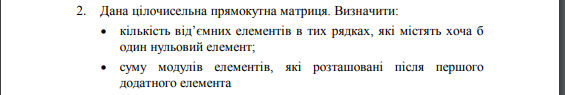 2. Дана цілочисельна прямокутна матриця. Визначити:
• кількість від’ємних елементів в тих рядках, які містять хоча б
один нульовий елемент;
• суму модулів елементів, які розташовані після першого
додатного елемента